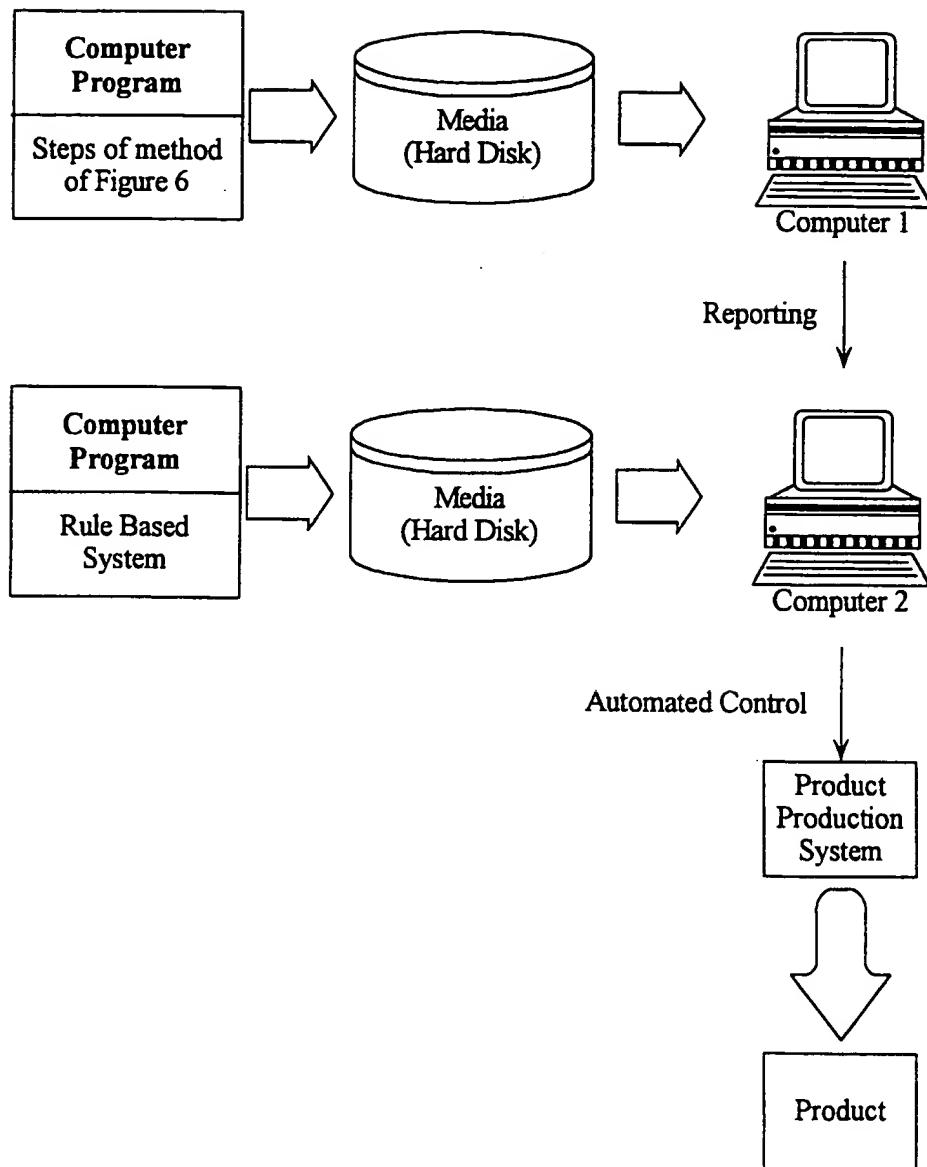 Computer
Program
Steps of method
of Figure 6
Media
(Hard Disk)
Computer 1
Reporting
Computer
Program
Rule Based
System
Media
(Hard Disk)
Computer 2
Automated Control
Product
Production
System
Product